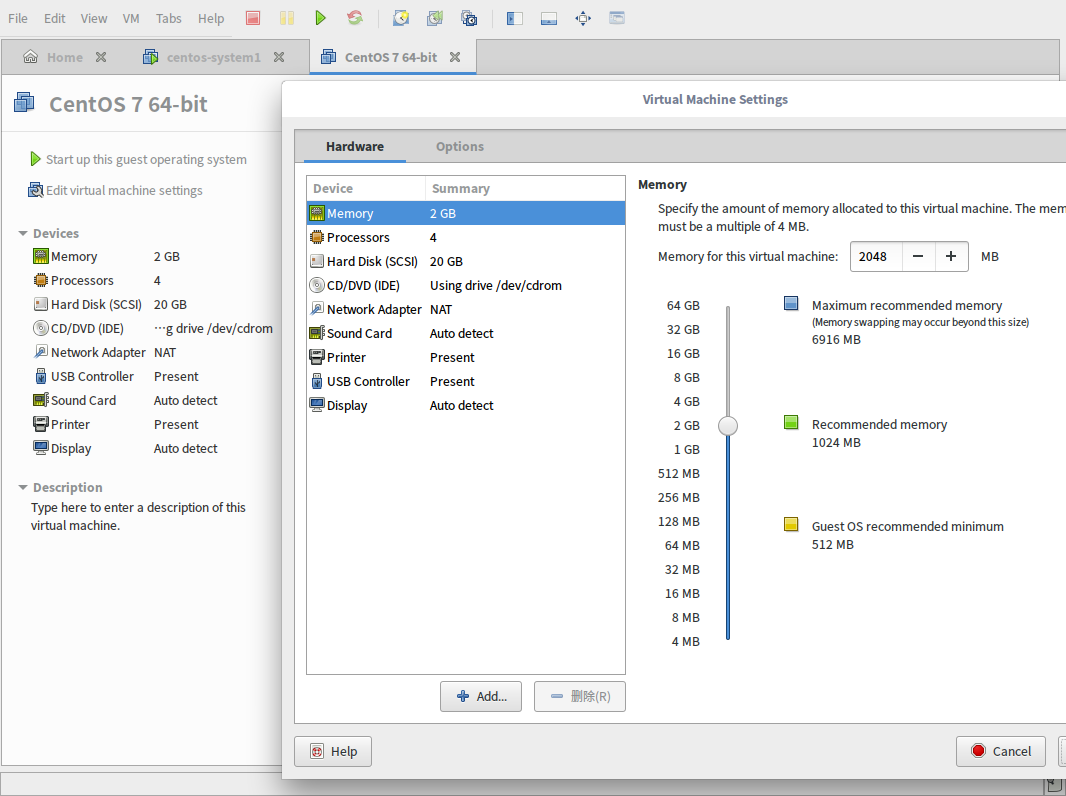 File Edit View VM Tabs Help
Home centos-system1 CentOS 7 64-bit
CentOS 7 64-bit
Start up this guest operating system
Edit virtual machine settings
Devices
Memory 2 GB
Processors 4
Hard Disk (SCSI) 20 GB
CD/DVD (IDE) ···g drive /dev/cdrom
Network Adapter NAT
USB Controller Present
Sound Card Auto detect
Printer Present
Display Auto detect
Description
Type here to enter a description of this
virtual machine.
Virtual Machine Settings
Hardware Options
Device Summary
Memory 2 GB
Processors 4
Hard Disk (SCSI) 20 GB
CD/DVD (IDE) Using drive /dev/cdrom
Network Adapter NAT
Sound Card Auto detect
Printer Present
USB Controller Present
Display Auto detect
Add... 删除(R)
Memory
Specify the amount of memory allocated to this virtual machine. The mem
must be a multiple of 4 MB.
Memory for this virtual machine: 2048 − + MB
64 GB
32 GB
16 GB
8 GB
4 GB
2 GB
1 GB
512 MB
256 MB
128 MB
64 MB
32 MB
16 MB
8 MB
4 MB
Maximum recommended memory
(Memory swapping may occur beyond this size)
6916 MB
Recommended memory
1024 MB
Guest OS recommended minimum
512 MB
Help Cancel